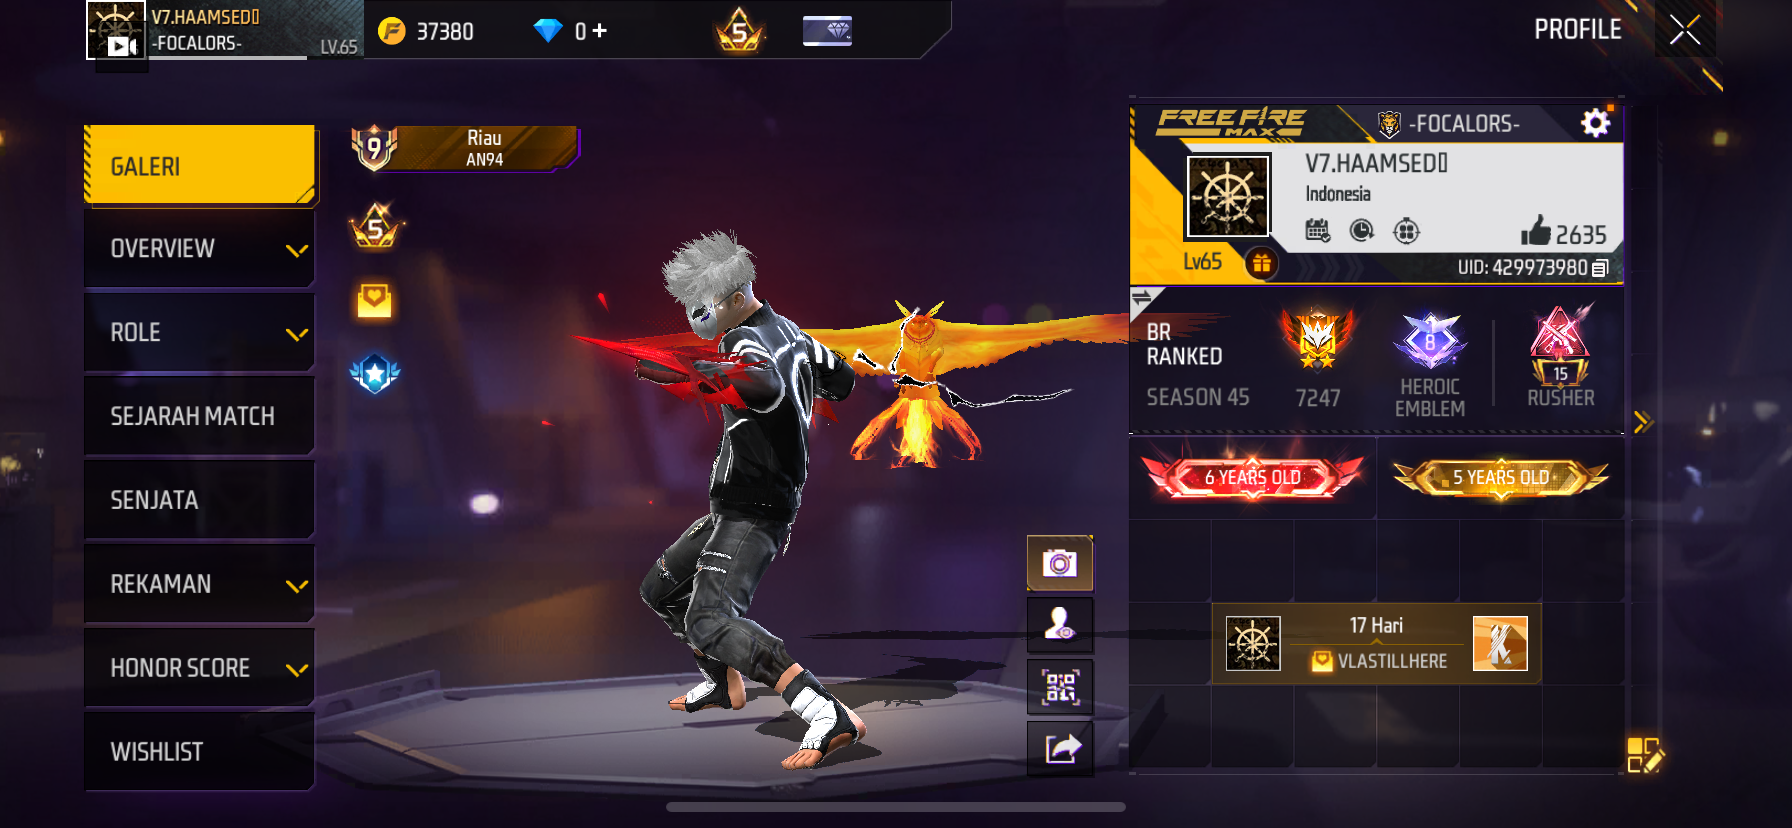 V7.HAAMSED
-FOCALORS-
LV.65
37380
0 +
5
PROFILE
GALERI
OVERVIEW
ROLE
SEJARAH MATCH
SENJATA
REKAMAN
HONOR SCORE
WISHLIST
9
Riau
AN94
5
FREE FIRE
MAX
-FOCALORS-
V7.HAAMSED
Indonesia
2635
Lv65
UID: 429973980
BR
RANKED
SEASON 45
7247
8
HEROIC
EMBLEM
15
RUSHER
6 YEARS OLD
5 YEARS OLD
17 Hari
VLASTILLHERE